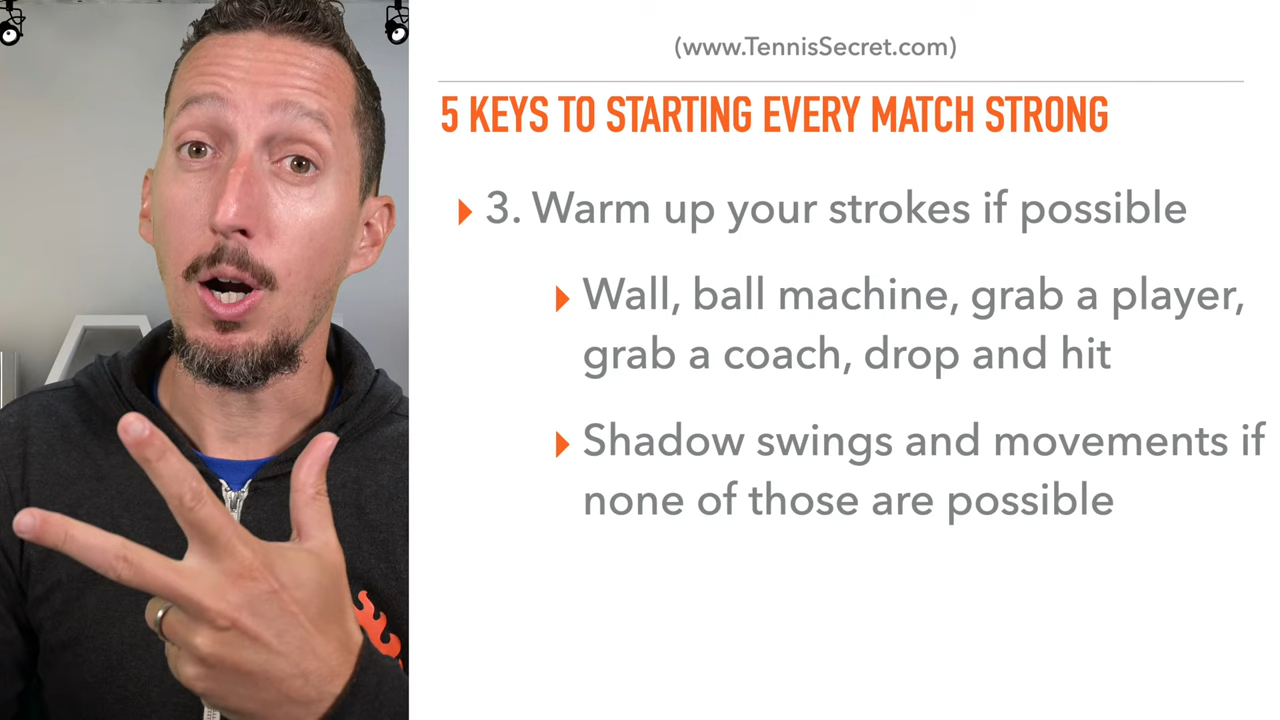 (www.TennisSecret.com)
5 KEYS TO STARTING EVERY MATCH STRONG
3. Warm up your strokes if possible
Wall, ball machine, grab a player,
grab a coach, drop and hit
Shadow swings and movements if
none of those are possible